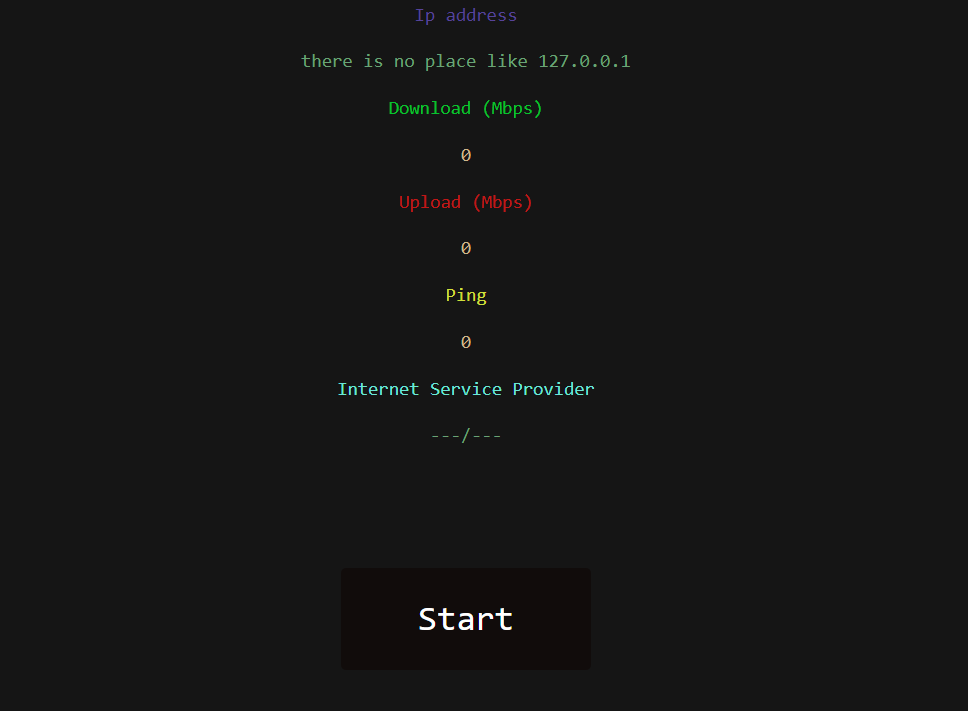 Ip address
there is no place like 127.0.0.1
Download (Mbps)
0
Upload (Mbps)
0
Ping
0
Internet Service Provider
---/---
Start